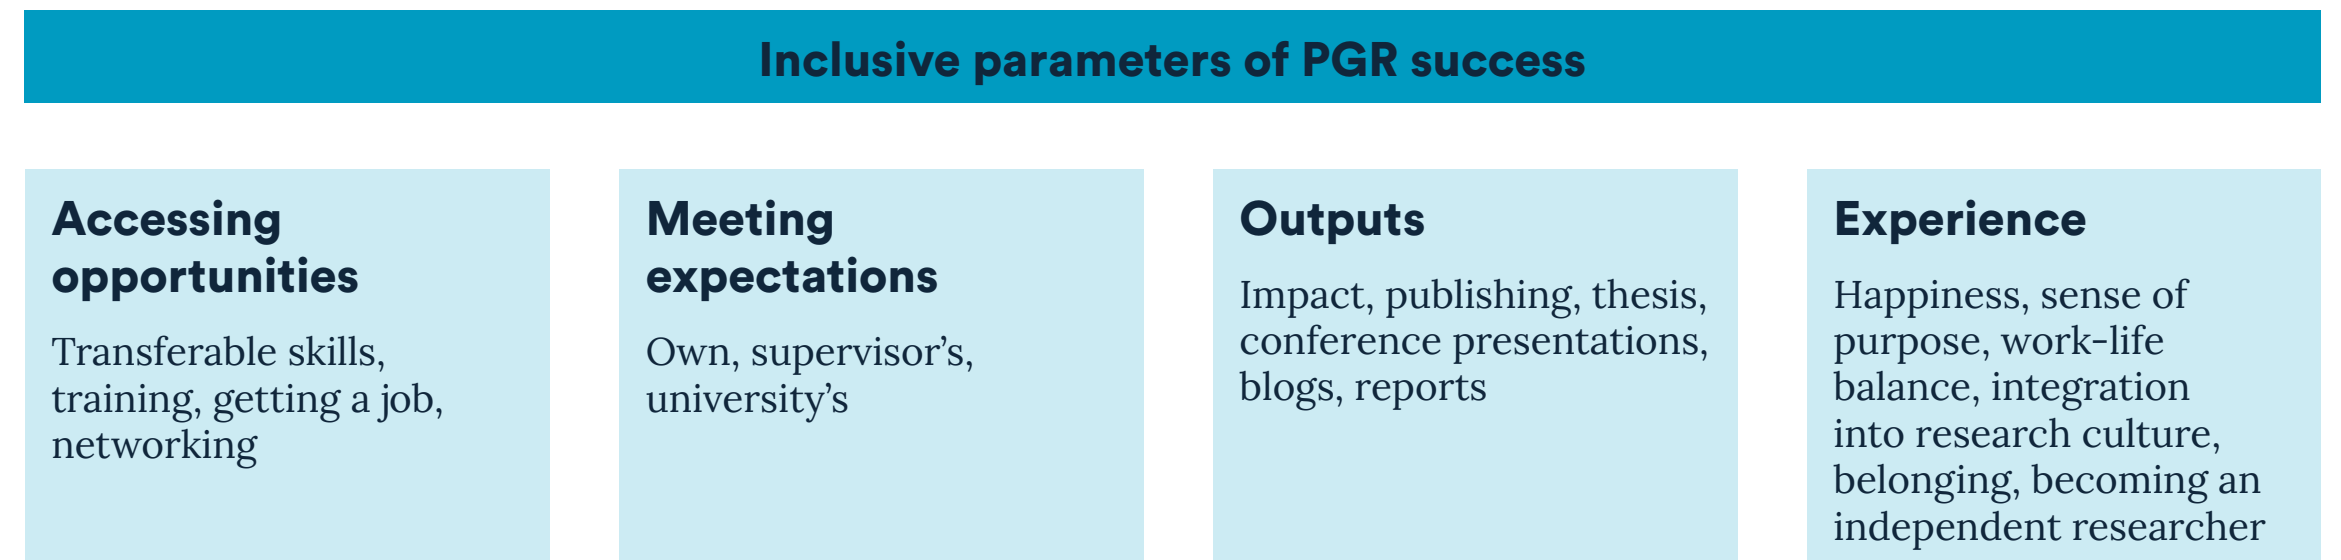 Inclusive parameters of PGR success
Accessing
opportunities
Transferable skills,
training, getting a job,
networking
Meeting
expectations
Own, supervisor’s,
university’s
Outputs
Impact, publishing, thesis,
conference presentations,
blogs, reports
Experience
Happiness, sense of
purpose, work-life
balance, integration
into research culture,
belonging, becoming an
independent researcher